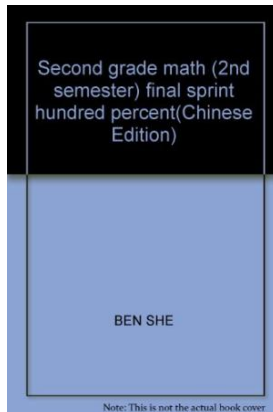 Second grade math (2nd
semester) final sprint
hundred percent(Chinese
Edition)
BEN SHE
Note: This is not the actual book cover